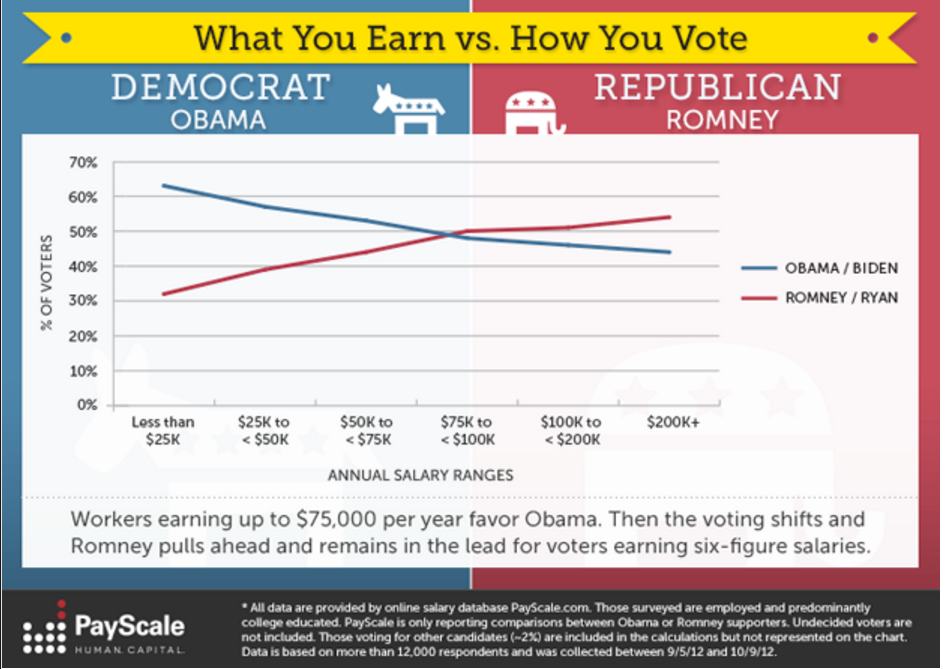 What You Earn vs. How You Vote
DEMOCRAT
OBAMA
REPUBLICAN
ROMNEY
70%
60%
50%
40%
30%
20%
10%
0%
% OF VOTERS
Less than
$25K
$25K to
< $50K
$50K to
< $75K
$75K to
< $100K
$100K to
< $200K
$200K+
ANNUAL SALARY RANGES
OBAMA / BIDEN
ROMNEY / RYAN
Workers earning up to $75,000 per year favor Obama. Then the voting shifts and
Romney pulls ahead and remains in the lead for voters earning six-figure salaries.
PayScale
HUMAN. CAPITAL.
* All data are provided by online salary database PayScale.com. Those surveyed are employed and predominantly
college educated. PayScale is only reporting comparisons between Obama or Romney supporters. Undecided voters are
not included. Those voting for other candidates (~2%) are included in the calculations but not represented on the chart.
Data is based on more than 12,000 respondents and was collected between 9/5/12 and 10/9/12.